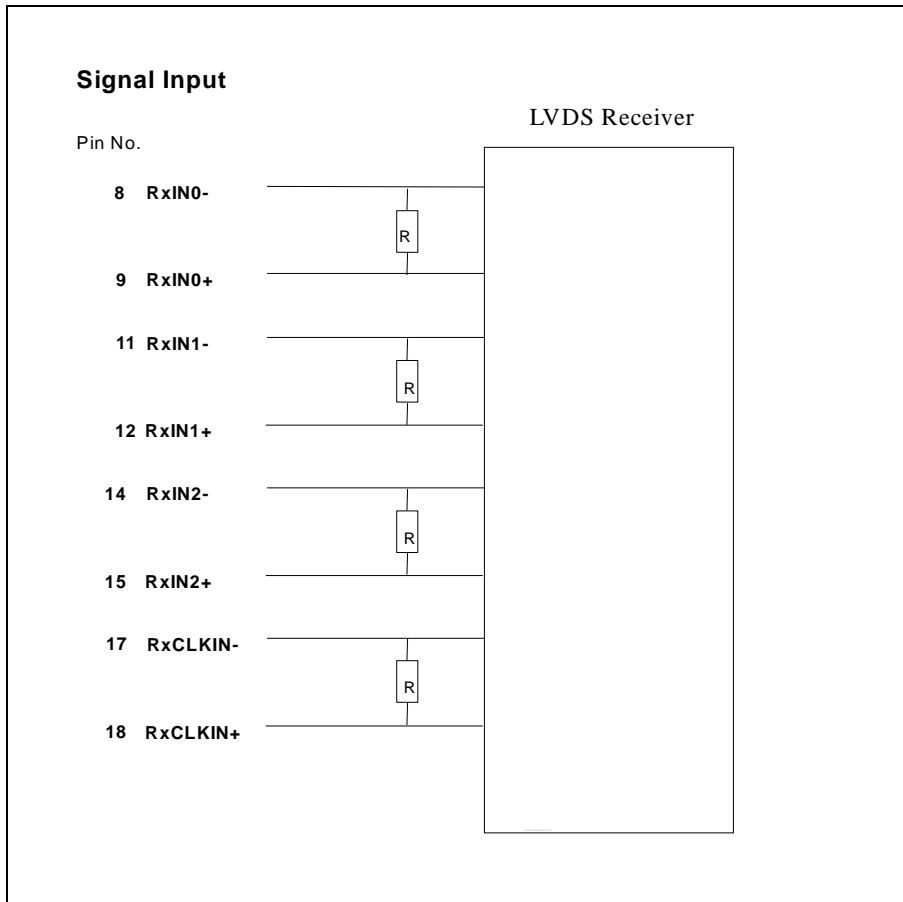 Signal Input
LVDS Receiver
Pin No.
8 RxIN0-
R
9 RxIN0+
11 RxIN1-
R
12 RxIN1+
14 RxIN2-
R
15 RxIN2+
17 RxCLKIN-
R
18 RxCLKIN+